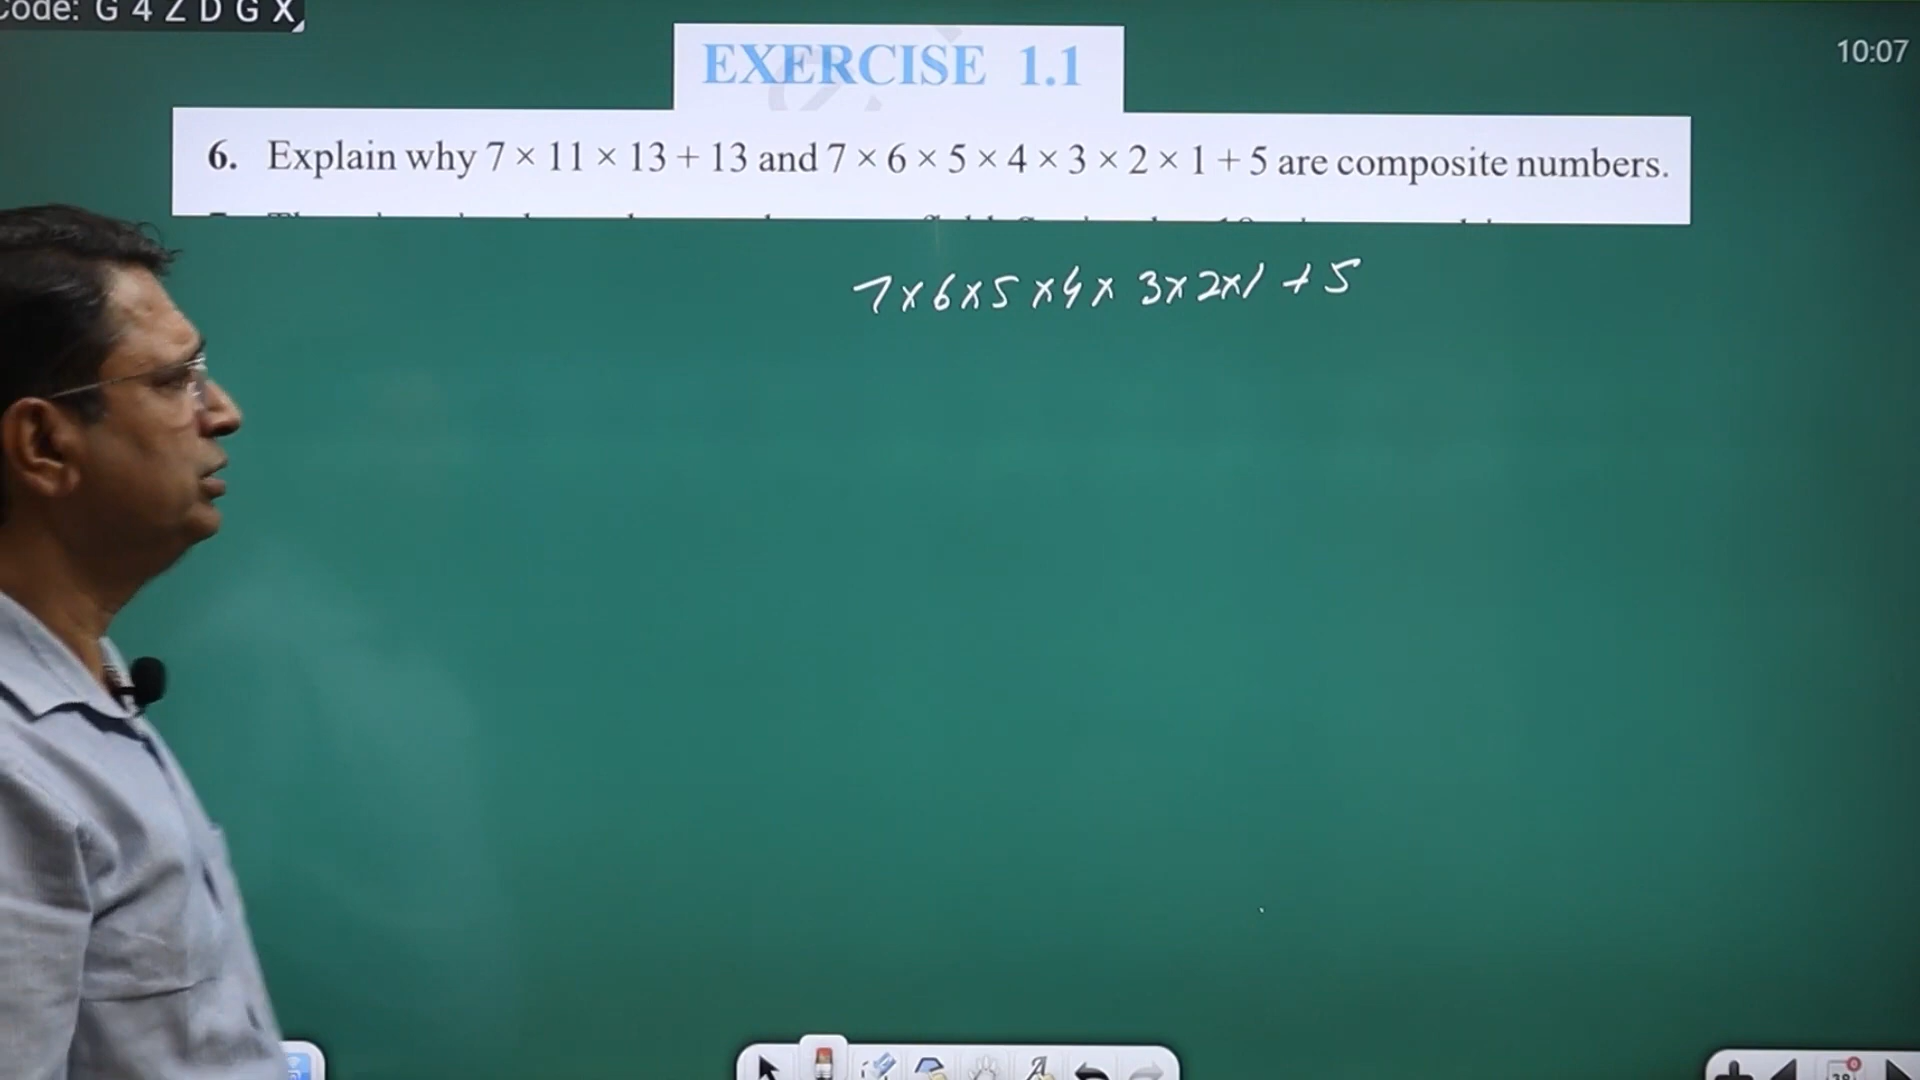 Code: G 4 Z D G X
10:07
EXERCISE 1.1
6. Explain why 7 × 11 × 13 + 13 and 7 × 6 × 5 × 4 × 3 × 2 × 1 + 5 are composite numbers.
7×6×5×4×3×2×1+5